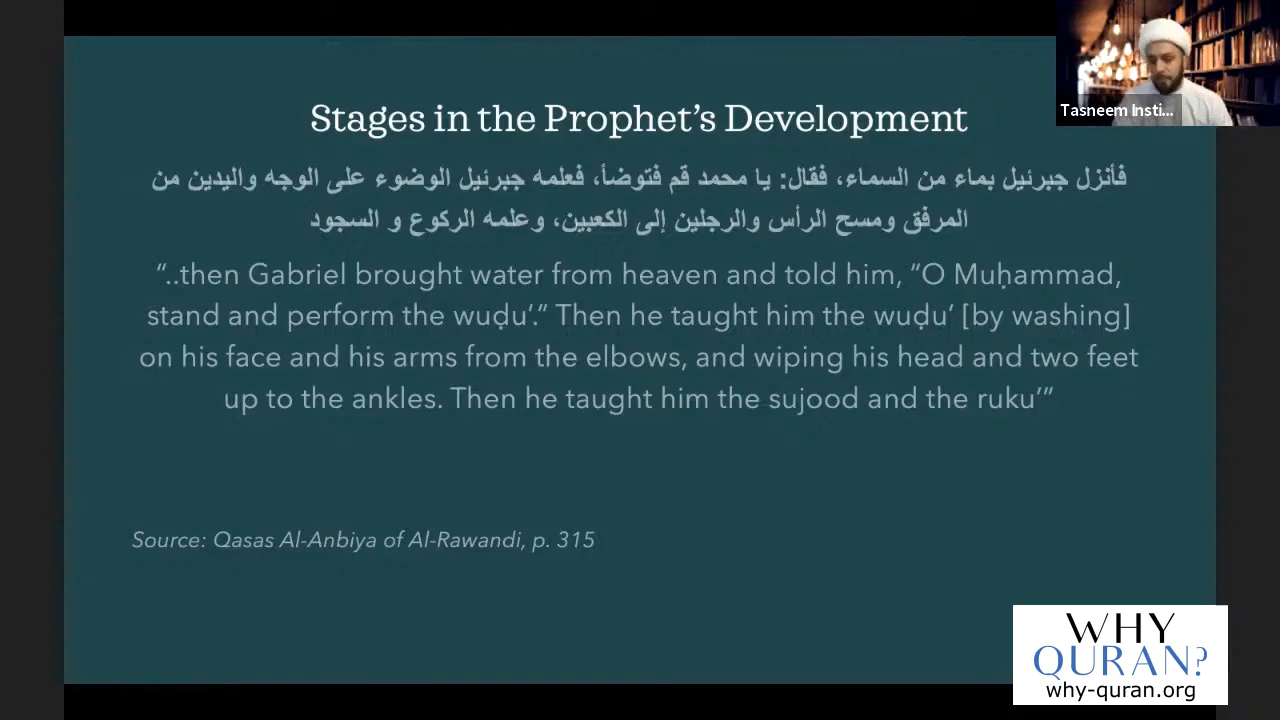 Stages in the Prophet’s Development
فأنزل جبرئيل بماء من السماء، فقال: يا محمد قم فتوضأ، فعلمه جبرئيل الوضوء على الوجه واليدين من
المرفق ومسح الرأس والرجلين إلى الكعبين، وعلمه الركوع و السجود
“..then Gabriel brought water from heaven and told him, “O Muḥammad,
stand and perform the wuḍu’.“ Then he taught him the wuḍu’ [by washing]
on his face and his arms from the elbows, and wiping his head and two feet
up to the ankles. Then he taught him the sujood and the ruku’”
Source: Qasas Al-Anbiya of Al-Rawandi, p. 315
Tasneem Insti...
WHY
QURAN?
why-quran.org